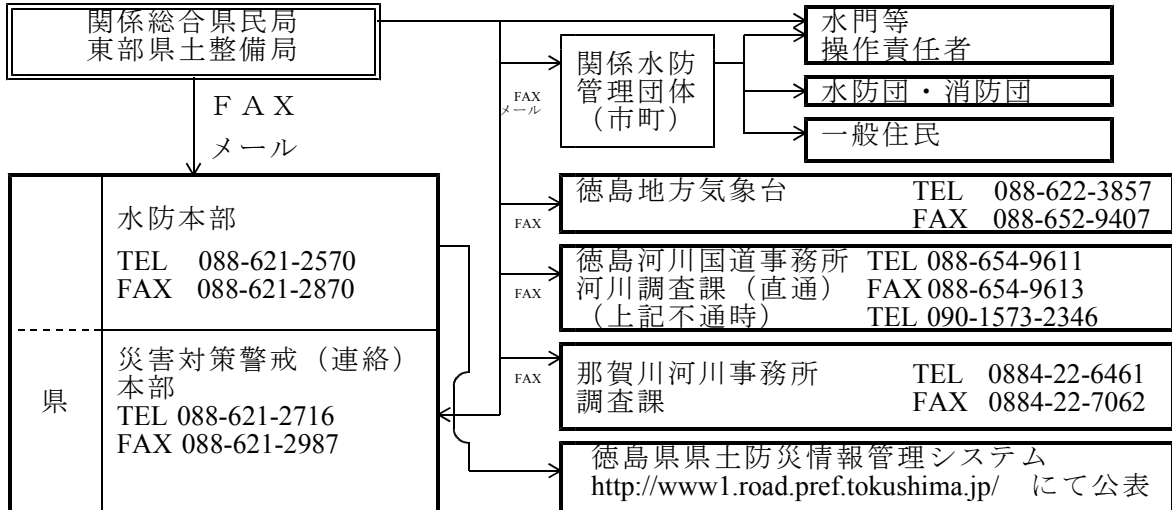 関係総合県民局
東部県土整備局
ＦＡＸ
メール
FAX
メール
関係水防
管理団体
（市町）
水門等
操作責任者
水防団・消防団
一般住民
県
水防本部
TEL 088-621-2570
FAX 088-621-2870
災害対策警戒（連絡）
本部
TEL 088-621-2716
FAX 088-621-2987
FAX
徳島地方気象台 TEL 088-622-3857
FAX 088-652-9407
FAX
徳島河川国道事務所 TEL 088-654-9611
河川調査課（直通） FAX 088-654-9613
（上記不通時） TEL 090-1573-2346
FAX
那賀川河川事務所 TEL 0884-22-6461
調査課 FAX 0884-22-7062
徳島県県土防災情報管理システム
http://www1.road.pref.tokushima.jp/ にて公表